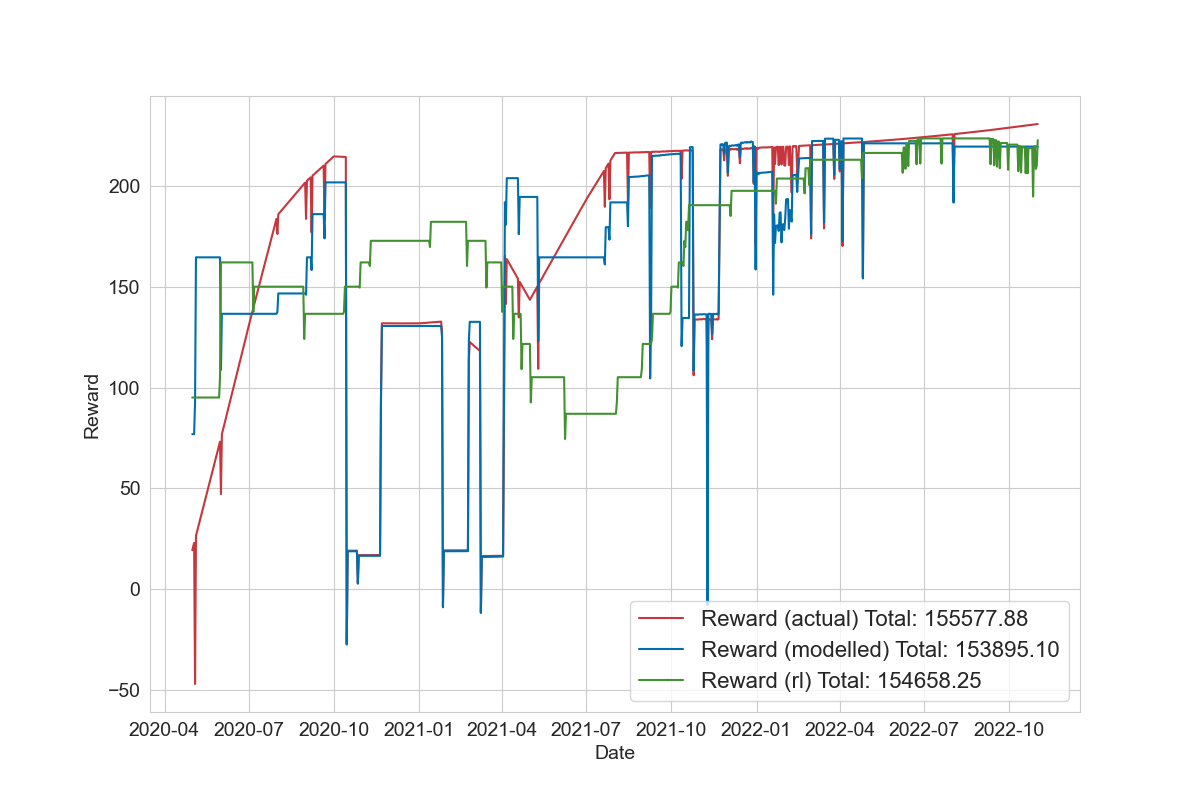 Reward
200
150
100
50
0
−50
2020-04 2020-07 2020-10 2021-01 2021-04 2021-07 2021-10 2022-01 2022-04 2022-07 2022-10
Date
Reward (actual) Total: 155577.88
Reward (modelled) Total: 153895.10
Reward (rl) Total: 154658.25